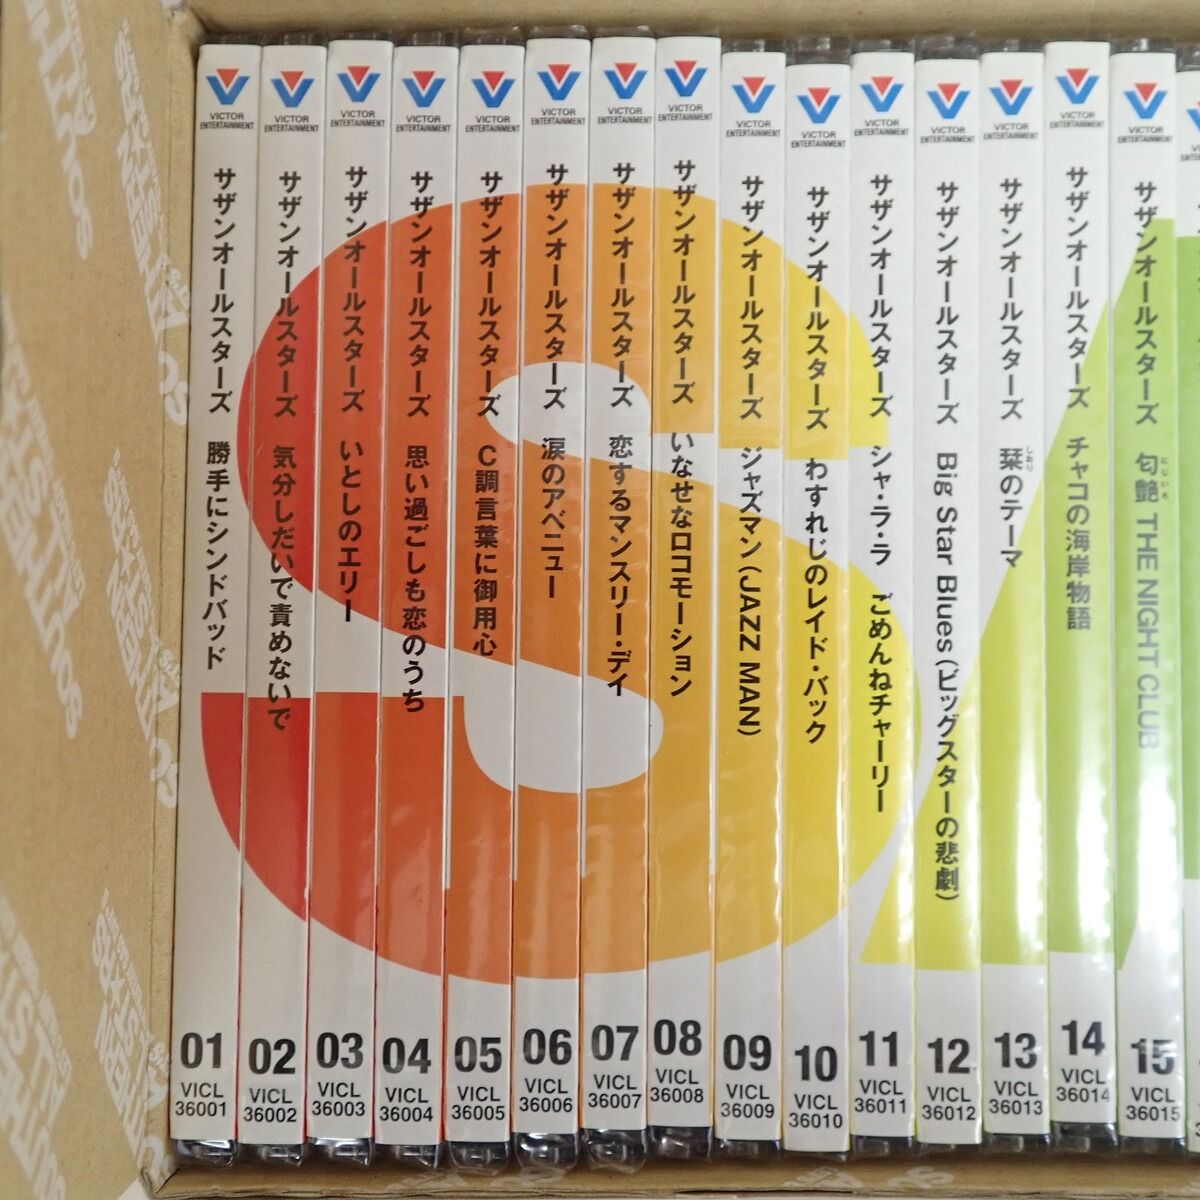 VICTOR
ENTERTAINMENT
サザンオールスターズ 勝手にシンドバッド
01
VICL
36001
VICTOR
ENTERTAINMENT
サザンオールスターズ 気分しだいで責めないで
02
VICL
36002
VICTOR
ENTERTAINMENT
サザンオールスターズ いとしのエリー
03
VICL
36003
VICTOR
ENTERTAINMENT
サザンオールスターズ 思い過ごしも恋のうち
04
VICL
36004
VICTOR
ENTERTAINMENT
サザンオールスターズ C調言葉に御用心
05
VICL
36005
VICTOR
ENTERTAINMENT
サザンオールスターズ 涙のアベニュー
06
VICL
36006
VICTOR
ENTERTAINMENT
サザンオールスターズ 恋するマンスリー・デイ
07
VICL
36007
VICTOR
ENTERTAINMENT
サザンオールスターズ いなせなロコモーション
08
VICL
36008
VICTOR
ENTERTAINMENT
サザンオールスターズ ジャズマン(JAZZ MAN)
09
VICL
36009
VICTOR
ENTERTAINMENT
サザンオールスターズ わすれじのレイド・バック
10
VICL
36010
VICTOR
ENTERTAINMENT
サザンオールスターズ シャ・ラ・ラ ごめんねチャーリー
11
VICL
36011
VICTOR
ENTERTAINMENT
サザンオールスターズ Big Star Blues(ビッグスターの悲劇)
12
VICL
36012
VICTOR
ENTERTAINMENT
サザンオールスターズ 栞のテーマ
しおり
13
VICL
36013
VICTOR
ENTERTAINMENT
サザンオールスターズ チャコの海岸物語
14
VICL
36014
VICTOR
ENTERTAINMENT
サザンオールスターズ 匂艶 THE NIGHT CLUB
にじいろ
15
VICL
36015